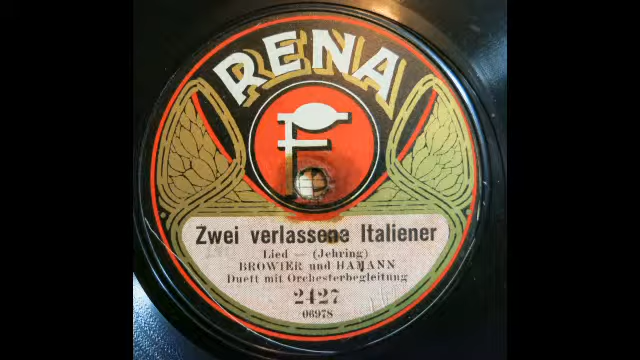 RENA
F
Zwei verlassene Italiener
Lied — (Jehring)
BROWIER und HAMANN
Duett mit Orchesterbegleitung
2427
06978